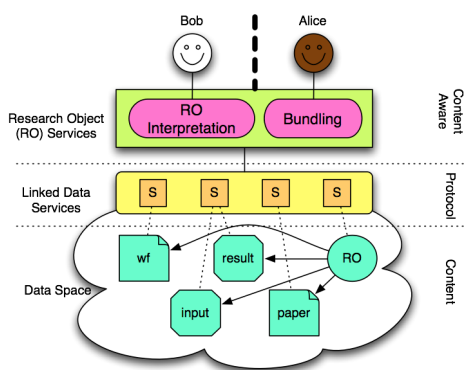 Bob
Alice
Research Object
(RO) Services
RO
Interpretation
Bundling
Content
Aware
Linked Data
Services
S
S
S
S
Protocol
Data Space
wf
result
RO
input
paper
Content